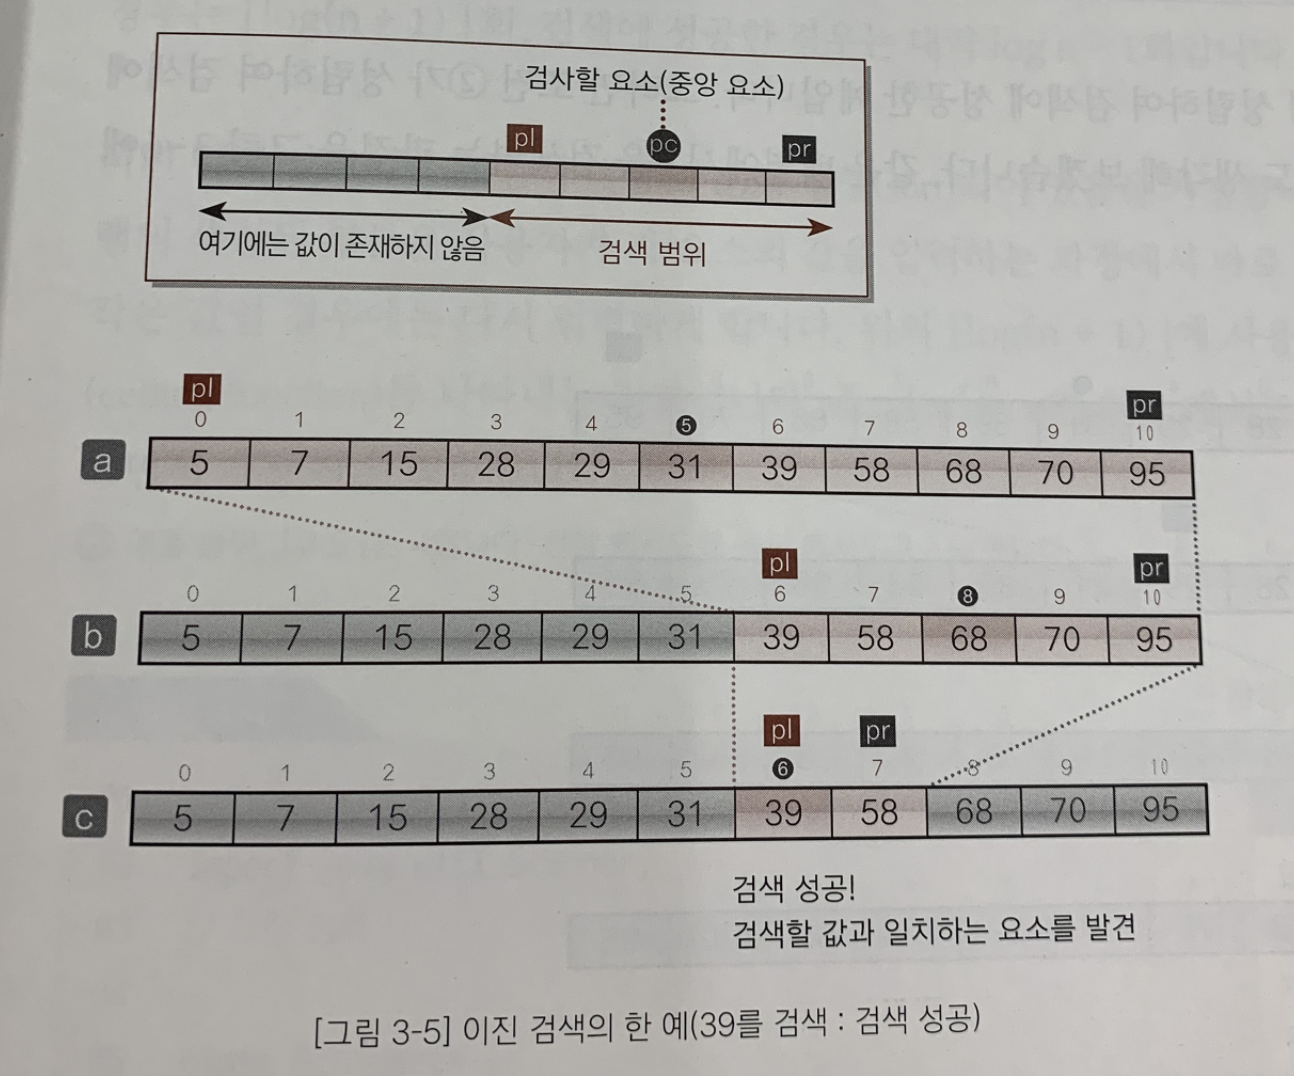 검사할 요소(중앙 요소)
pl pc pr
여기에는 값이 존재하지 않음 검색 범위
pl pr
0 1 2 3 4 5 6 7 8 9 10
a 5 7 15 28 29 31 39 58 68 70 95
pl pr
0 1 2 3 4 5 6 7 8 9 10
b 5 7 15 28 29 31 39 58 68 70 95
pl pr
0 1 2 3 4 5 6 7 8 9 10
c 5 7 15 28 29 31 39 58 68 70 95
검색 성공!
검색할 값과 일치하는 요소를 발견
[그림 3-5] 이진 검색의 한 예(39를 검색 : 검색 성공)